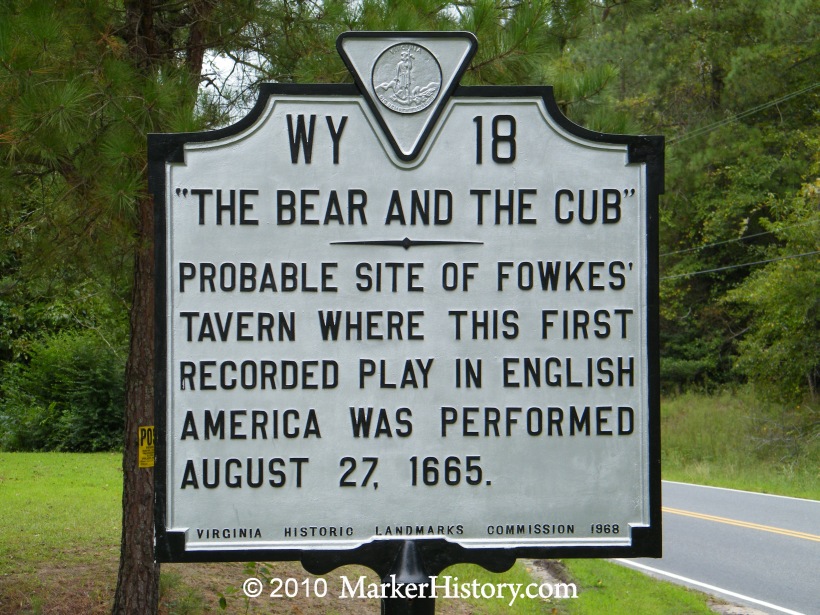 WY 18
"THE BEAR AND THE CUB"
PROBABLE SITE OF FOWKES'
TAVERN WHERE THIS FIRST
RECORDED PLAY IN ENGLISH
AMERICA WAS PERFORMED
AUGUST 27, 1665.
VIRGINIA HISTORIC LANDMARKS COMMISSION 1968
© 2010 MarkerHistory.com